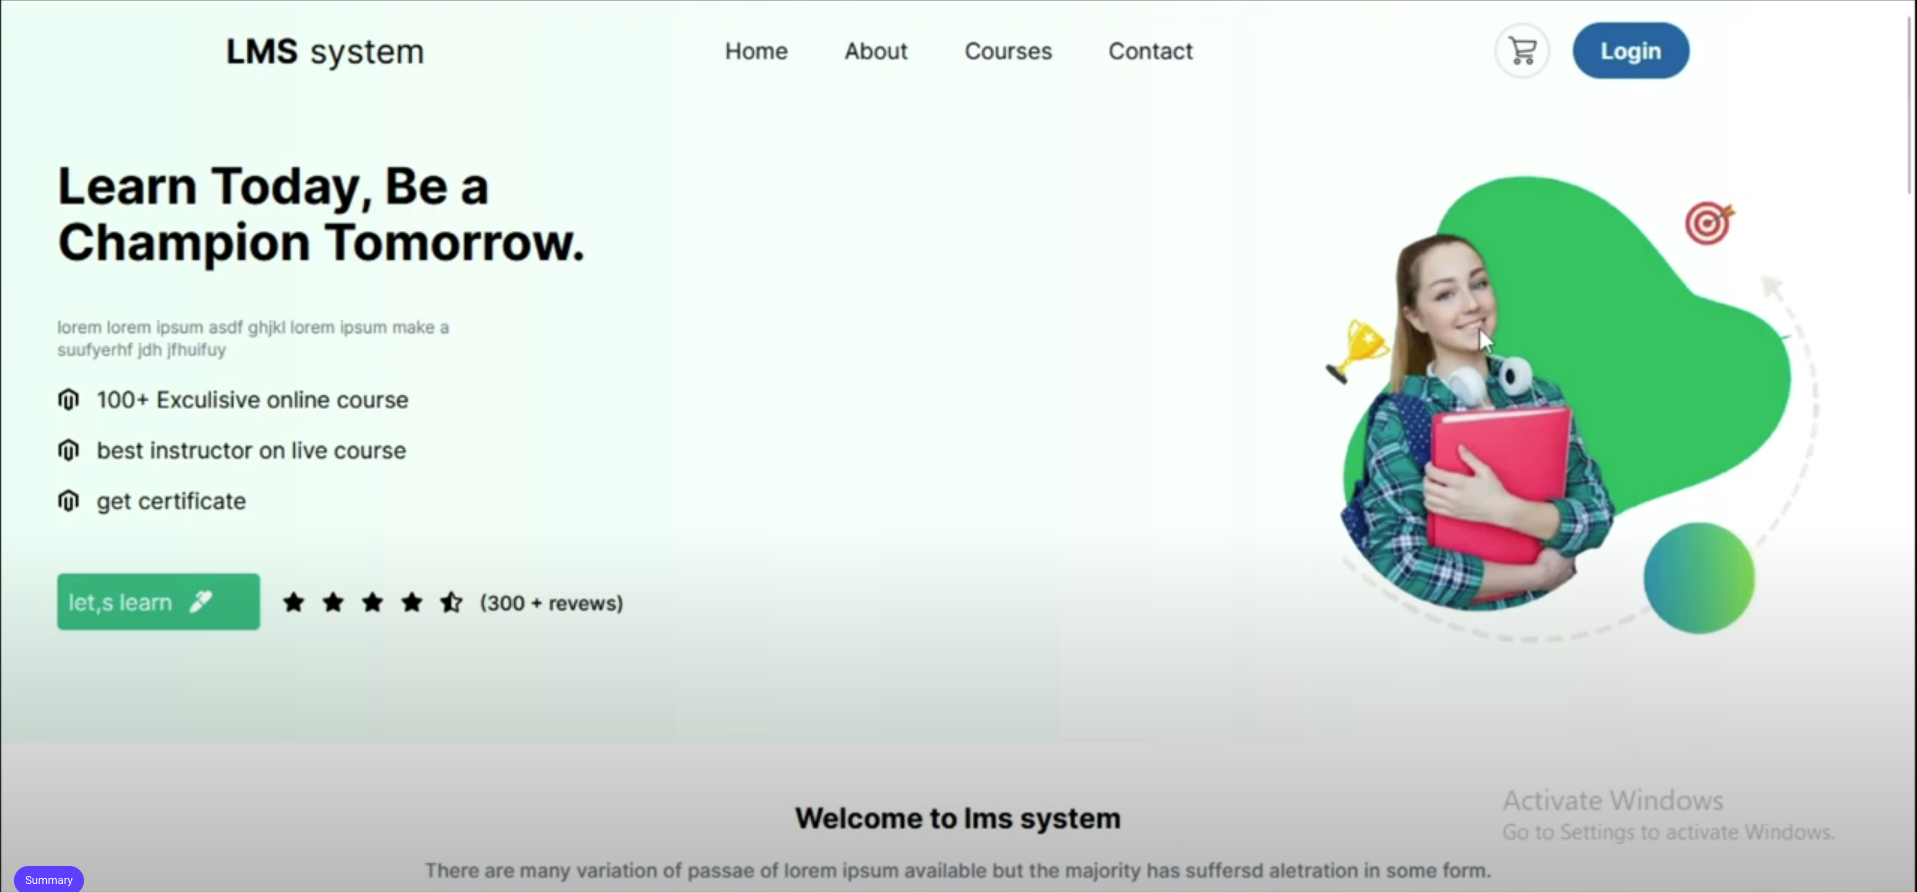 LMS system
Home About Courses Contact
Login
Learn Today, Be a
Champion Tomorrow.
lorem lorem ipsum asdf ghjkl lorem ipsum make a
suufyerhf jdh jfhuifuy
100+ Exculisive online course
best instructor on live course
get certificate
let,s learn
(300 + revews)
Welcome to lms system
There are many variation of passae of lorem ipsum available but the majority has suffersd aletration in some form.
Activate Windows
Go to Settings to activate Windows.
Summary